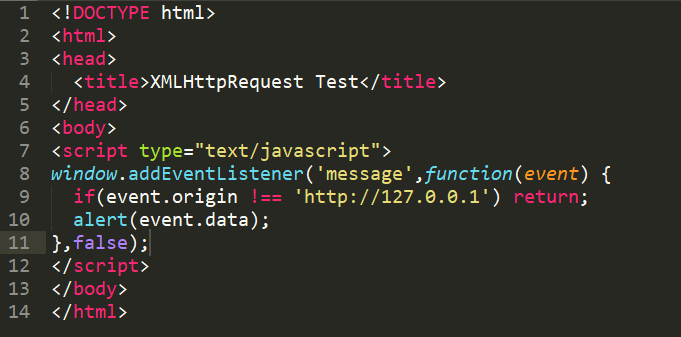 1 <!DOCTYPE html>
2 <html>
3 <head>
4   <title>XMLHttpRequest Test</title>
5 </head>
6 <body>
7 <script type="text/javascript">
8 window.addEventListener('message',function(event) {
9   if(event.origin !== 'http://127.0.0.1') return;
10   alert(event.data);
11 },false);
12 </script>
13 </body>
14 </html>